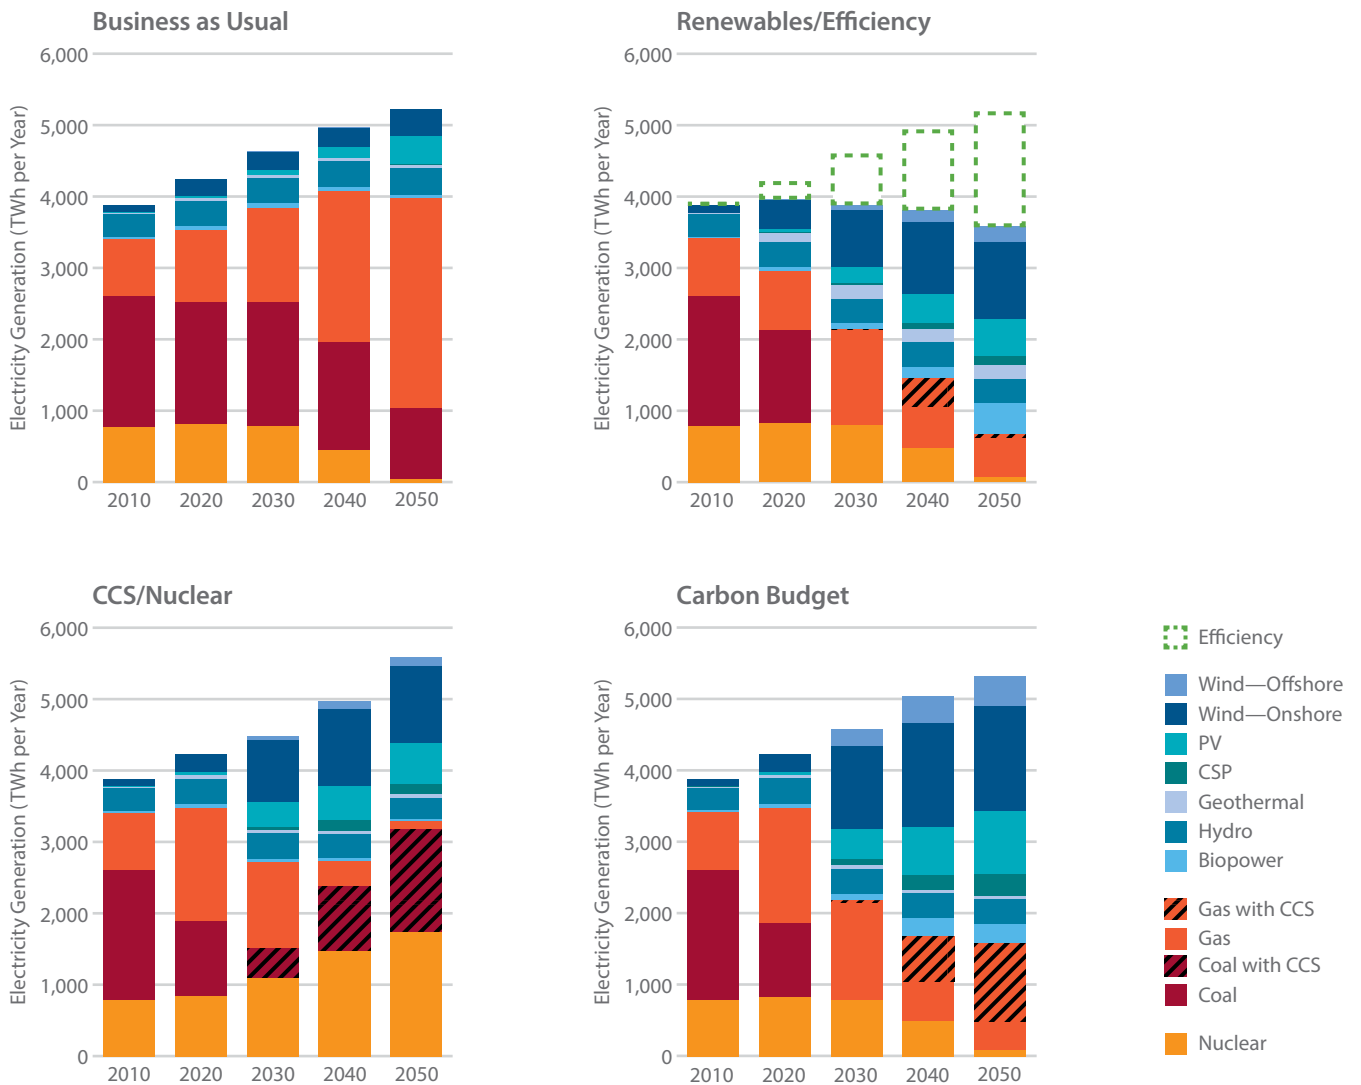 Business as Usual
Electricity Generation (TWh per Year)
6,000
5,000
4,000
3,000
2,000
1,000
0
2010 2020 2030 2040 2050
Renewables/Efficiency
Electricity Generation (TWh per Year)
6,000
5,000
4,000
3,000
2,000
1,000
0
2010 2020 2030 2040 2050
CCS/Nuclear
Electricity Generation (TWh per Year)
6,000
5,000
4,000
3,000
2,000
1,000
0
2010 2020 2030 2040 2050
Carbon Budget
Electricity Generation (TWh per Year)
6,000
5,000
4,000
3,000
2,000
1,000
0
2010 2020 2030 2040 2050
Efficiency
Wind—Offshore
Wind—Onshore
PV
CSP
Geothermal
Hydro
Biopower
Gas with CCS
Gas
Coal with CCS
Coal
Nuclear